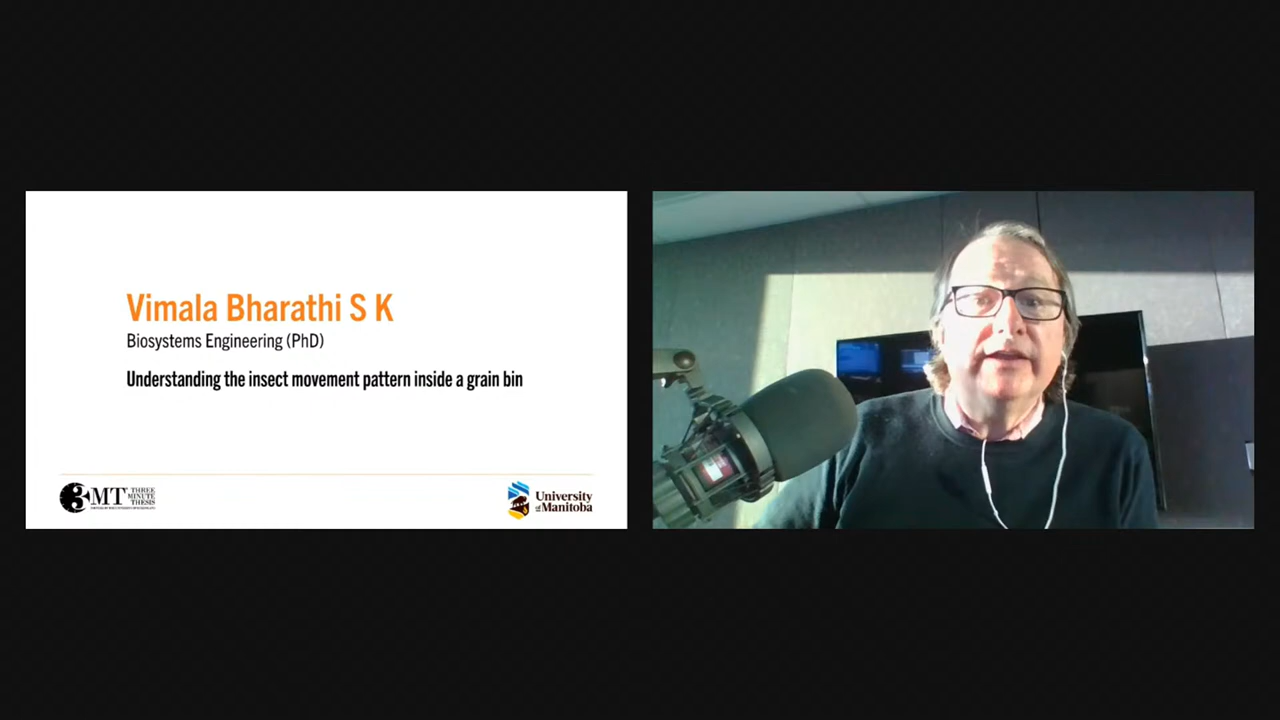 Vimala Bharathi S K
Biosystems Engineering (PhD)
Understanding the insect movement pattern inside a grain bin
3MT THREE MINUTE THESIS
University of Manitoba